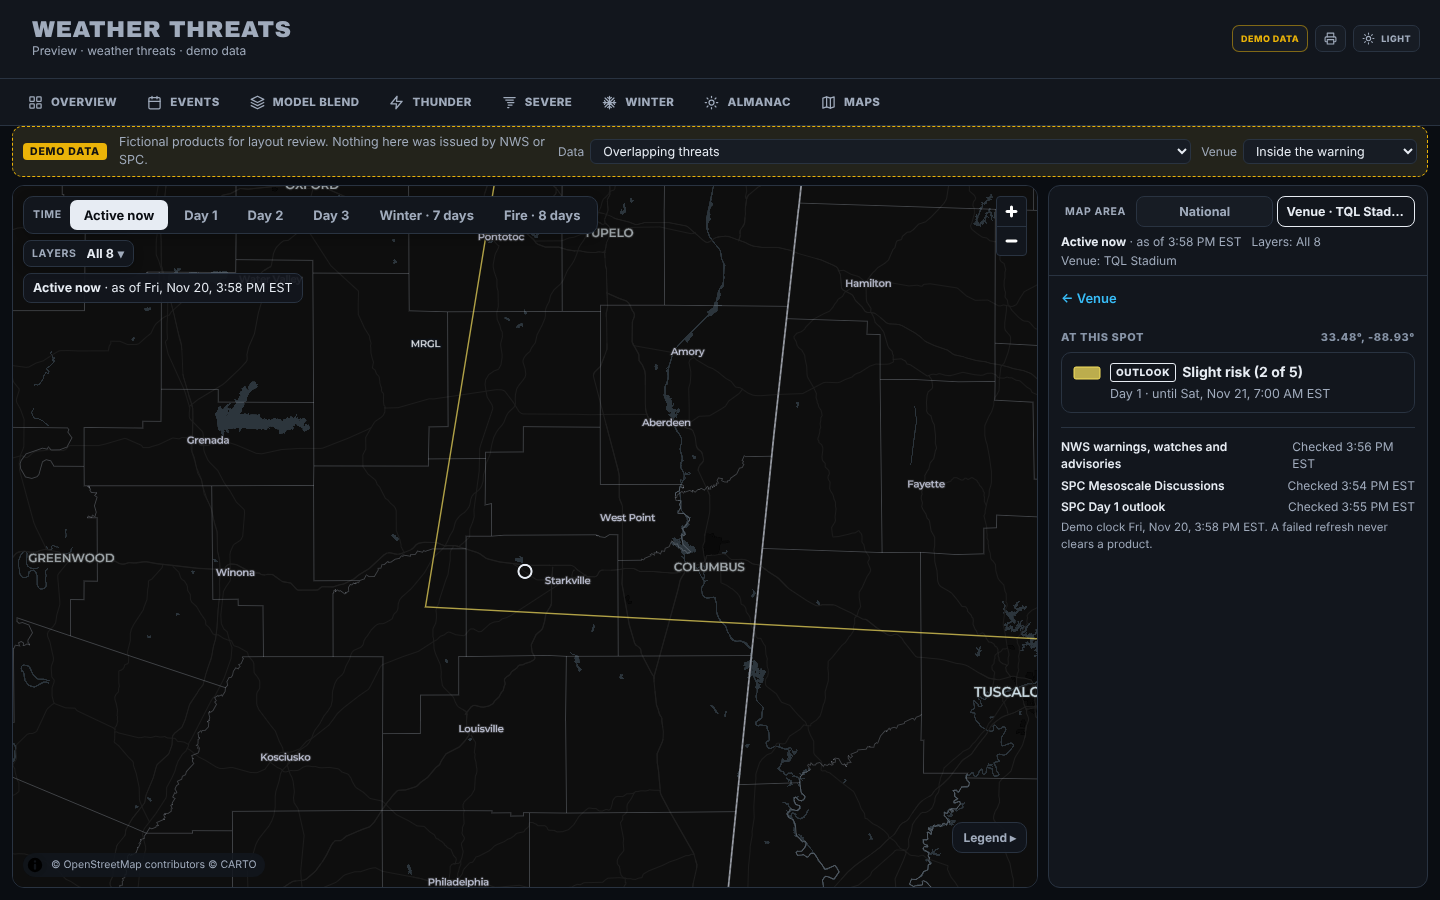 WEATHER THREATS
Preview · weather threats · demo data
DEMO DATA
LIGHT
OVERVIEW
EVENTS
MODEL BLEND
THUNDER
SEVERE
WINTER
ALMANAC
MAPS
DEMO DATA
Fictional products for layout review. Nothing here was issued by NWS or
SPC.
Data
Overlapping threats
Venue
Inside the warning
OXFORD
TIME
Active now
Day 1
Day 2
Day 3
Winter · 7 days
Fire · 8 days
Pontotoc
TUPELO
LAYERS
All 8 ▾
Active now · as of Fri, Nov 20, 3:58 PM EST
+
−
Hamilton
MRGL
Amory
Aberdeen
Grenada
Fayette
West Point
GREENWOOD
Winona
COLUMBUS
Starkville
TUSCALO
Louisville
Kosciusko
Legend ▸
© OpenStreetMap contributors © CARTO
Philadelphia
MAP AREA
National
Venue · TQL Stad...
Active now · as of 3:58 PM EST Layers: All 8
Venue: TQL Stadium
← Venue
AT THIS SPOT
33.48°, -88.93°
OUTLOOK Slight risk (2 of 5)
Day 1 · until Sat, Nov 21, 7:00 AM EST
NWS warnings, watches and
advisories
Checked 3:56 PM
EST
SPC Mesoscale Discussions
Checked 3:54 PM EST
SPC Day 1 outlook
Checked 3:55 PM EST
Demo clock Fri, Nov 20, 3:58 PM EST. A failed refresh never
clears a product.